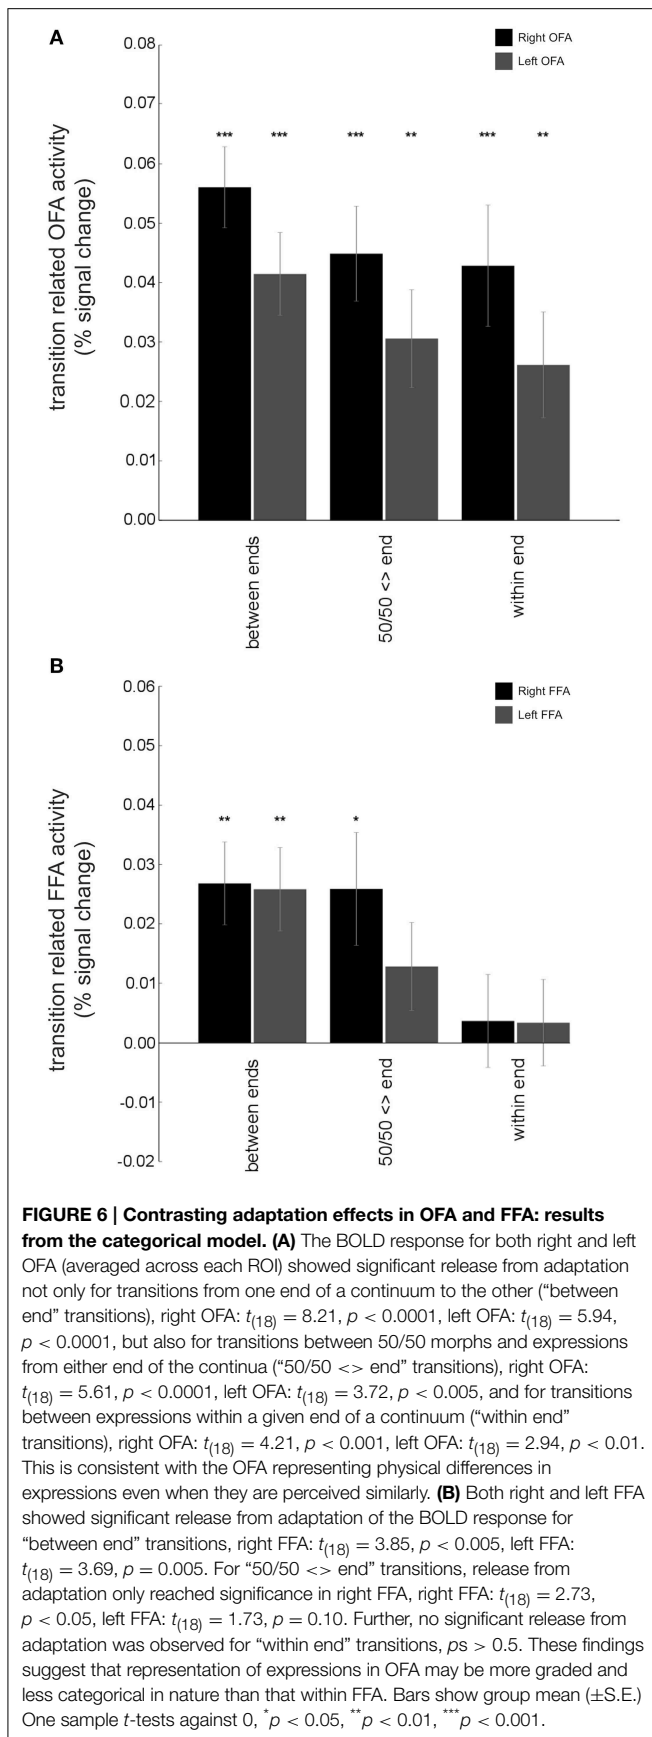 A
0.08
0.07
0.06
0.05
0.04
0.03
0.02
0.01
0.00
transition related OFA activity
(% signal change)
Right OFA
Left OFA
*** *** *** ** *** **
between ends
50/50 <> end
within end
B
0.06
0.05
0.04
0.03
0.02
0.01
0.00
-0.01
-0.02
transition related FFA activity
(% signal change)
Right FFA
Left FFA
** ** *
between ends
50/50 <> end
within end
FIGURE 6 | Contrasting adaptation effects in OFA and FFA: results
from the categorical model. (A) The BOLD response for both right and left
OFA (averaged across each ROI) showed significant release from adaptation
not only for transitions from one end of a continuum to the other (“between
end” transitions), right OFA: t(18) = 8.21, p < 0.0001, left OFA: t(18) = 5.94,
p < 0.0001, but also for transitions between 50/50 morphs and expressions
from either end of the continua (“50/50 <> end” transitions), right OFA:
t(18) = 5.61, p < 0.0001, left OFA: t(18) = 3.72, p < 0.005, and for transitions
between expressions within a given end of a continuum (“within end”
transitions), right OFA: t(18) = 4.21, p < 0.001, left OFA: t(18) = 2.94, p < 0.01.
This is consistent with the OFA representing physical differences in
expressions even when they are perceived similarly. (B) Both right and left FFA
showed significant release from adaptation of the BOLD response for
“between end” transitions, right FFA: t(18) = 3.85, p < 0.005, left FFA:
t(18) = 3.69, p = 0.005. For “50/50 <> end” transitions, release from
adaptation only reached significance in right FFA, right FFA: t(18) = 2.73,
p < 0.05, left FFA: t(18) = 1.73, p = 0.10. Further, no significant release from
adaptation was observed for “within end” transitions, ps > 0.5. These findings
suggest that representation of expressions in OFA may be more graded and
less categorical in nature than that within FFA. Bars show group mean (±S.E.)
One sample t-tests against 0, *p < 0.05, **p < 0.01, ***p < 0.001.